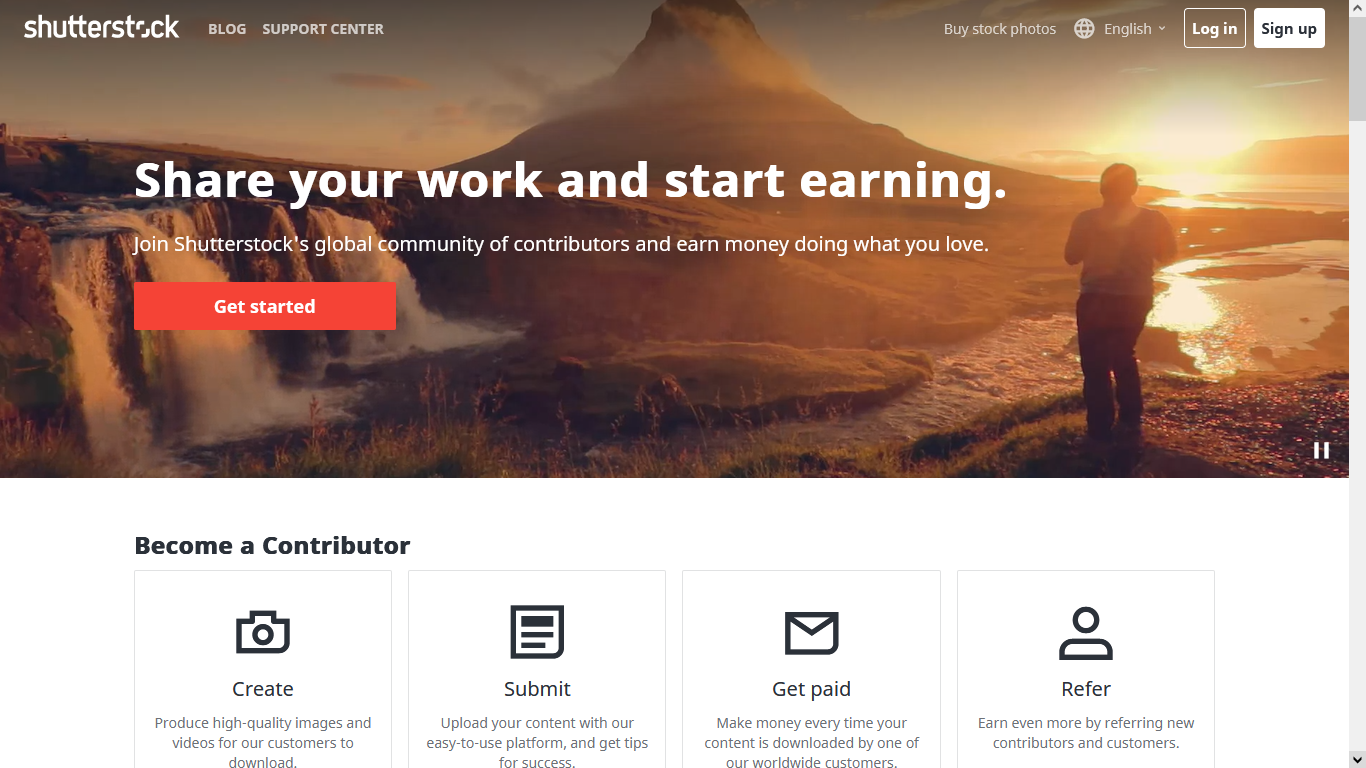 shutterstock
BLOG
SUPPORT CENTER
Buy stock photos
English
Log in
Sign up
Share your work and start earning.
Join Shutterstock's global community of contributors and earn money doing what you love.
Get started
Become a Contributor
Create
Produce high-quality images and
videos for our customers to
download.
Submit
Upload your content with our
easy-to-use platform, and get tips
for success.
Get paid
Make money every time your
content is downloaded by one of
our worldwide customers.
Refer
Earn even more by referring new
contributors and customers.